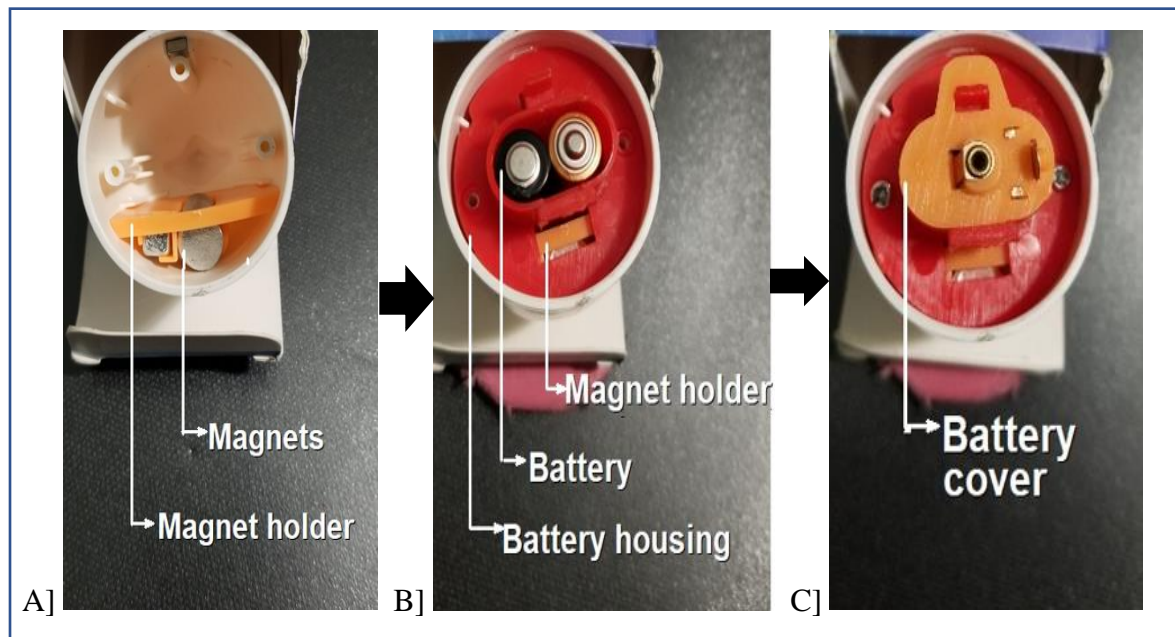 Magnets
Magnet holder
A]
Magnet holder
Battery
Battery housing
B]
Battery
cover
C]